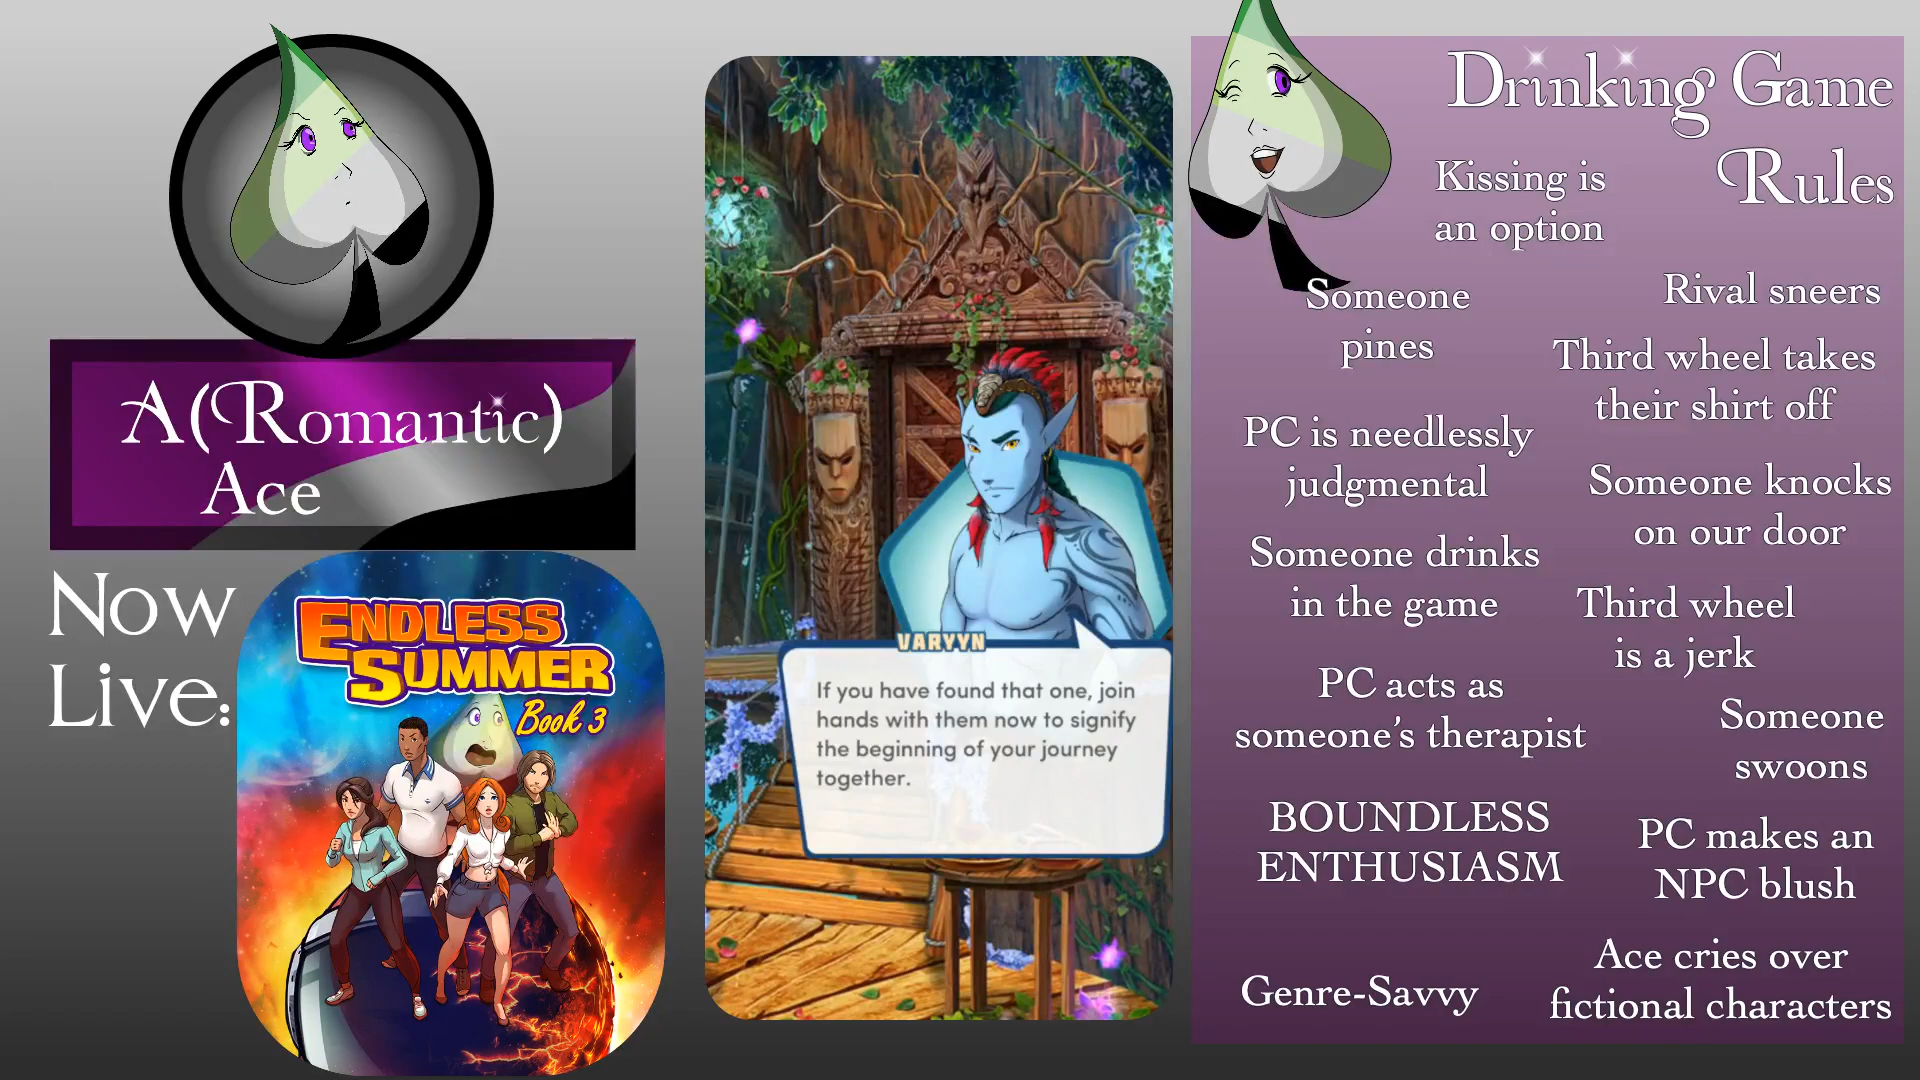 A(Romantic)
Ace
Now
Live:
ENDLESS
SUMMER
Book 3
VARYYN
If you have found that one, join
hands with them now to signify
the beginning of your journey
together.
Drinking Game
Rules
Kissing is
an option
Someone
pines
Rival sneers
Third wheel takes
their shirt off
PC is needlessly
judgmental
Someone knocks
on our door
Someone drinks
in the game
Third wheel
is a jerk
PC acts as
someone's therapist
Someone
swoons
BOUNDLESS
ENTHUSIASM
PC makes an
NPC blush
Genre-Savvy
Ace cries over
fictional characters